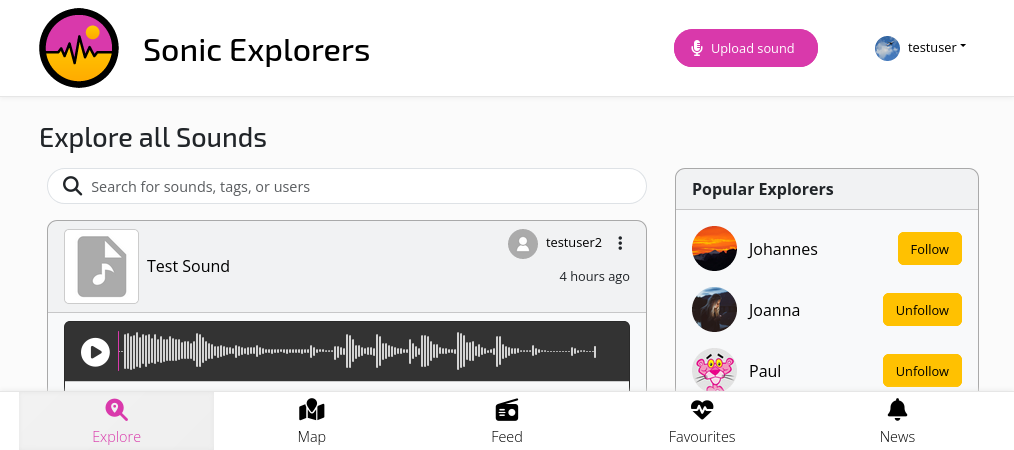 Sonic Explorers
Upload sound
testuser
Explore all Sounds
Search for sounds, tags, or users
Test Sound
testuser2
4 hours ago
Popular Explorers
Johannes
Follow
Joanna
Unfollow
Paul
Unfollow
Explore
Map
Feed
Favourites
News